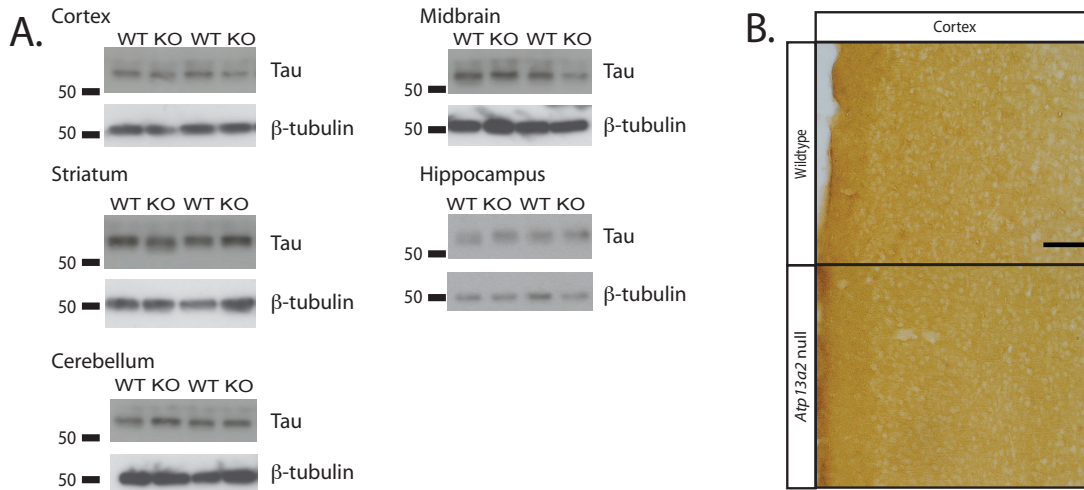 A.
Cortex
WT KO WT KO
Tau
50
50
β-tubulin
Striatum
WT KO WT KO
Tau
50
50
β-tubulin
Cerebellum
WT KO WT KO
Tau
50
50
β-tubulin
Midbrain
WT KO WT KO
Tau
50
50
β-tubulin
Hippocampus
WT KO WT KO
Tau
50
50
β-tubulin
B.
Cortex
Wildtype
Atp13a2 null